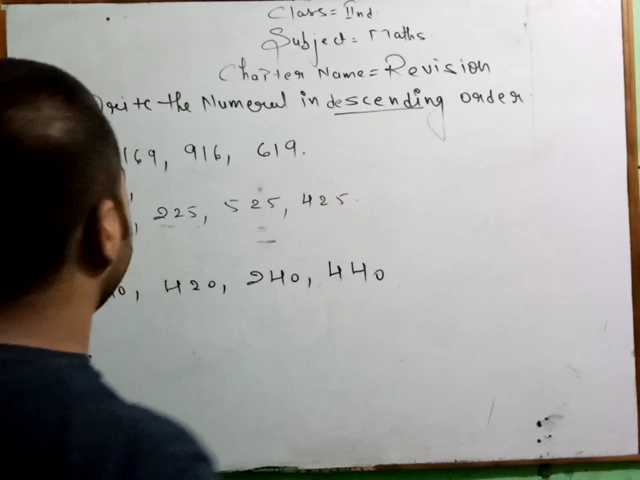 Class = IInd
Subject = Maths
Chapter Name = Revision
Write the Numeral in descending order
169, 916, 619.
225, 525, 425.
420, 240, 440